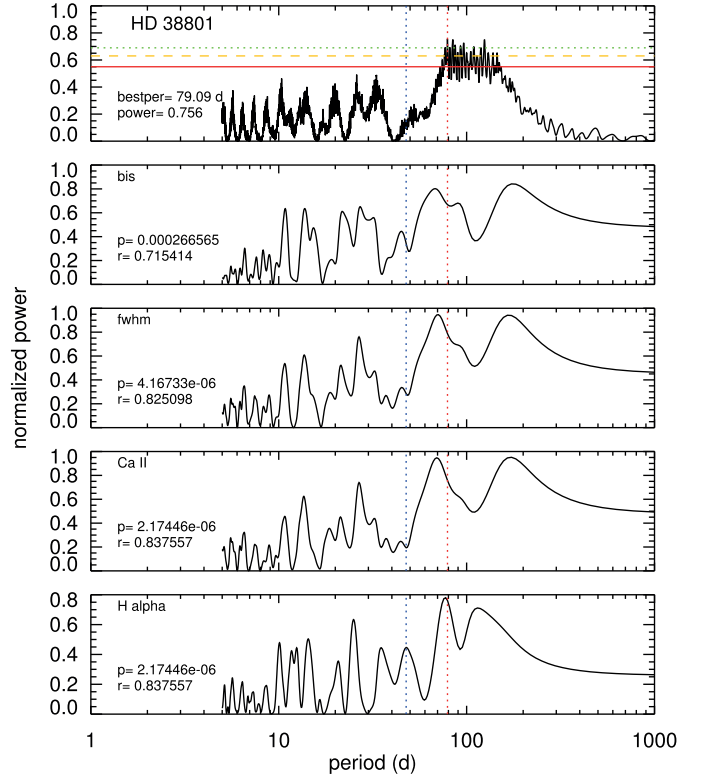 HD 38801
1.0
0.8
0.6
0.4
0.2
0.0
bestper= 79.09 d
power= 0.756
bis
1.0
0.8
0.6
0.4
0.2
0.0
p= 0.000266565
r= 0.715414
fwhm
1.0
0.8
0.6
0.4
0.2
0.0
p= 4.16733e-06
r= 0.825098
normalized power
Ca II
1.0
0.8
0.6
0.4
0.2
0.0
p= 2.17446e-06
r= 0.837557
H alpha
0.8
0.6
0.4
0.2
0.0
p= 2.17446e-06
r= 0.837557
1 10 100 1000
period (d)